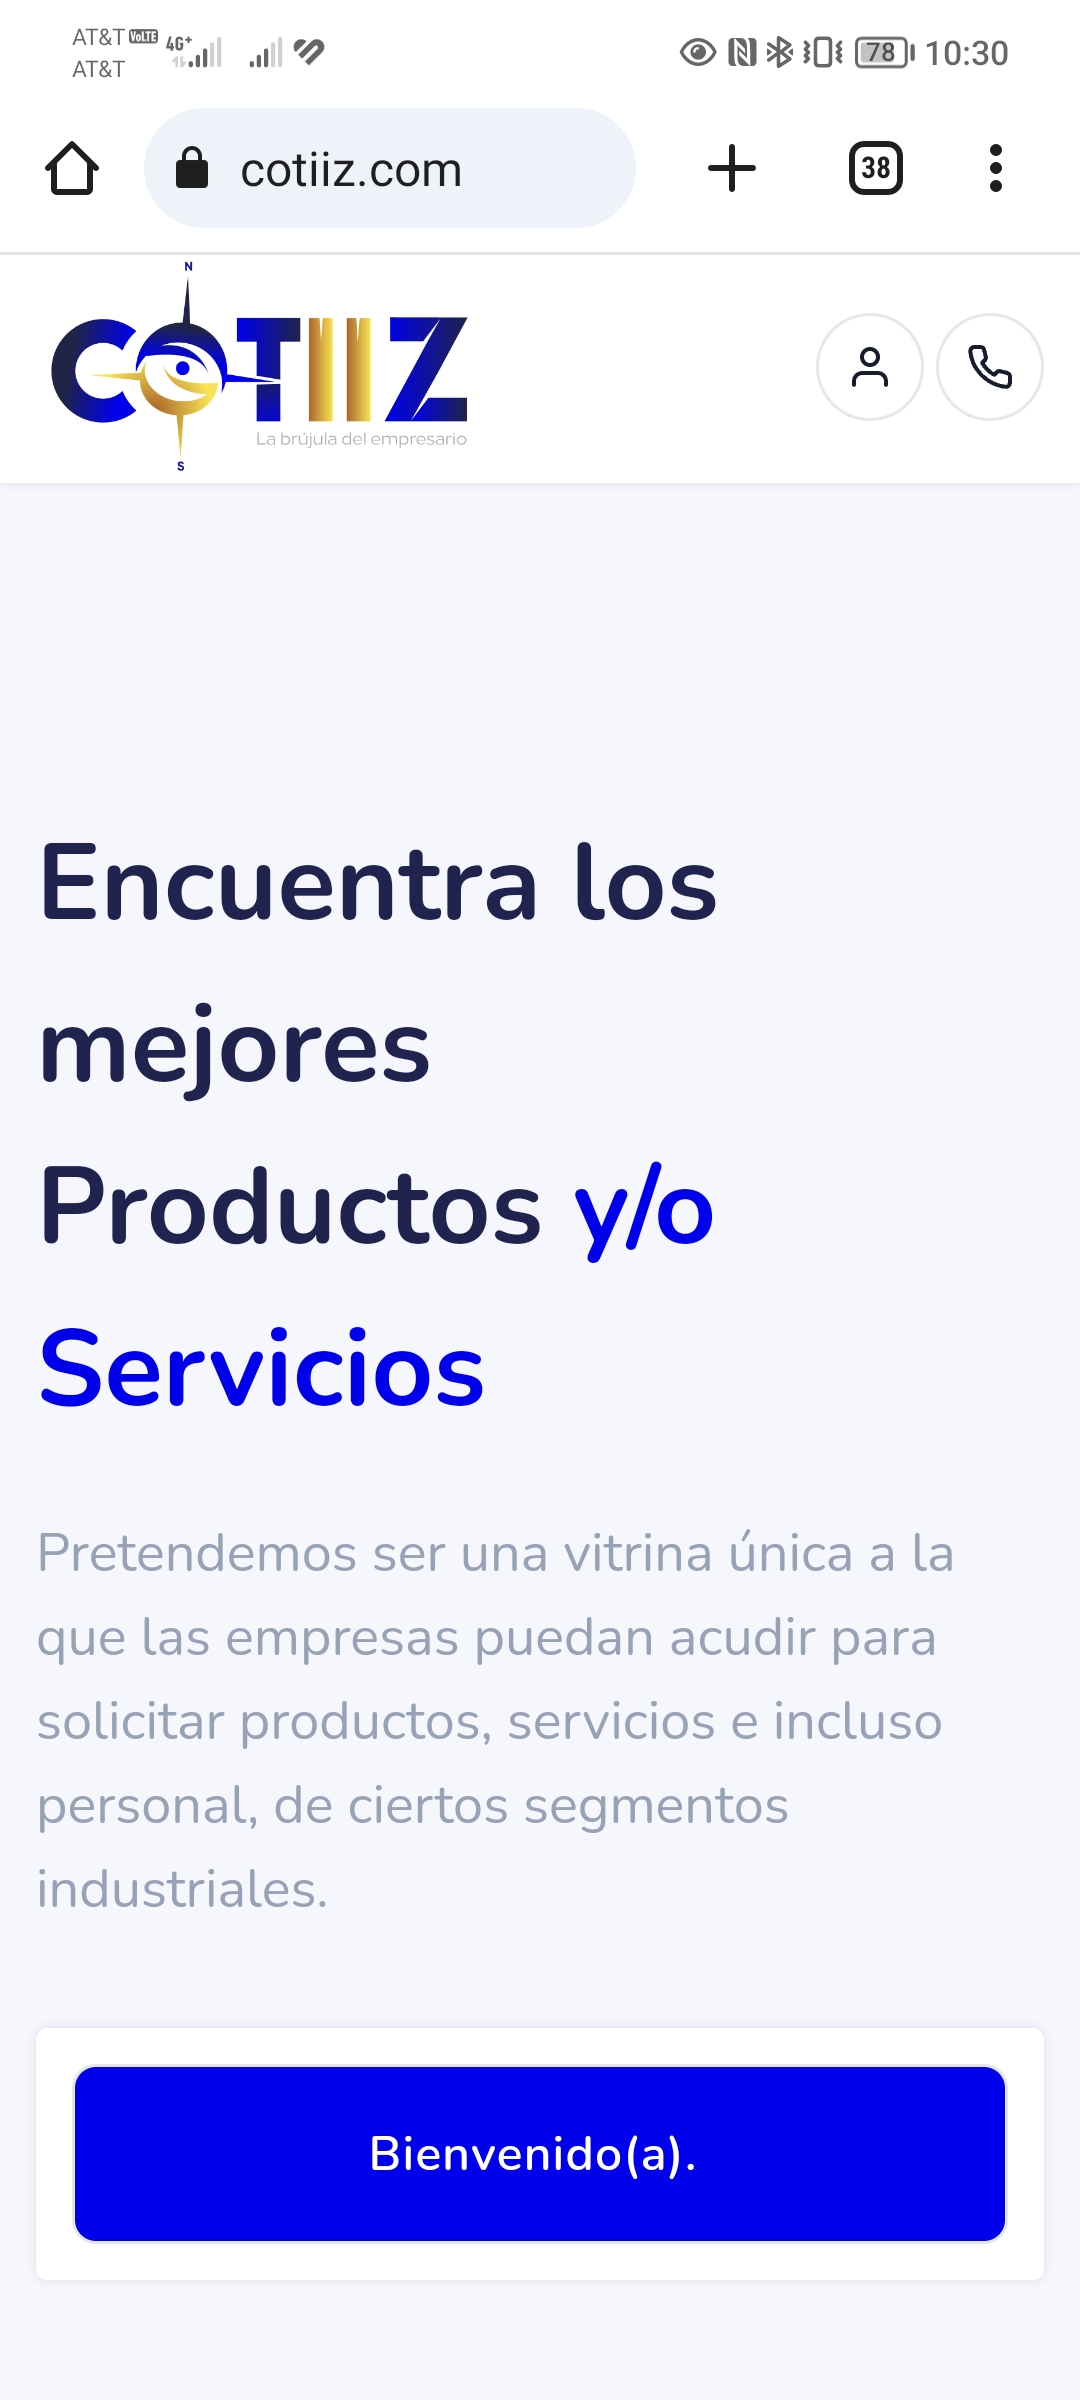 AT&T VoLTE 4G+ 78 10:30
AT&T
cotiiz.com 38
N
COTIIZ
La brújula del empresario
S
Encuentra los
mejores
Productos y/o
Servicios
Pretendemos ser una vitrina única a la
que las empresas puedan acudir para
solicitar productos, servicios e incluso
personal, de ciertos segmentos
industriales.
Bienvenido(a).